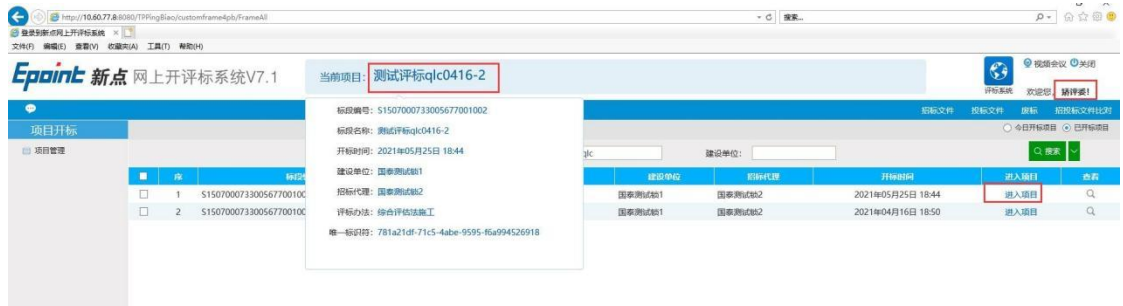 http://10.60.77.8:8080/TPPingBiao/customframe4pb/FrameAll
搜索...
登录到新点网上开评标系统
文件(F) 编辑(E) 查看(V) 收藏夹(A) 工具(T) 帮助(H)
Epoint 新点 网上开评标系统V7.1
当前项目: 测试评标qlc0416-2
视频会议 关闭
评标系统 欢迎您,
招标文件 投标文件 废标 招投标文件比对
标段编号: S1507000733005677001002
标段名称: 测试评标qlc0416-2
开标时间: 2021年05月25日 18:44
建设单位: 国泰测试帐1
招标代理: 国泰测试帐2
评标办法: 综合评估法施工
唯一标识符: 781a21df-71c5-4abe-9595-f6a994526918
项目开标
今日开标项目 已开标项目
项目管理
qlc 建设单位: 搜索
序 建设单位 招标代理 开标时间 进入项目 查看
1 S15070007330056770010 国泰测试帐1 国泰测试帐2 2021年05月25日 18:44 进入项目
2 S15070007330056770010 国泰测试帐1 国泰测试帐2 2021年04月16日 18:50 进入项目